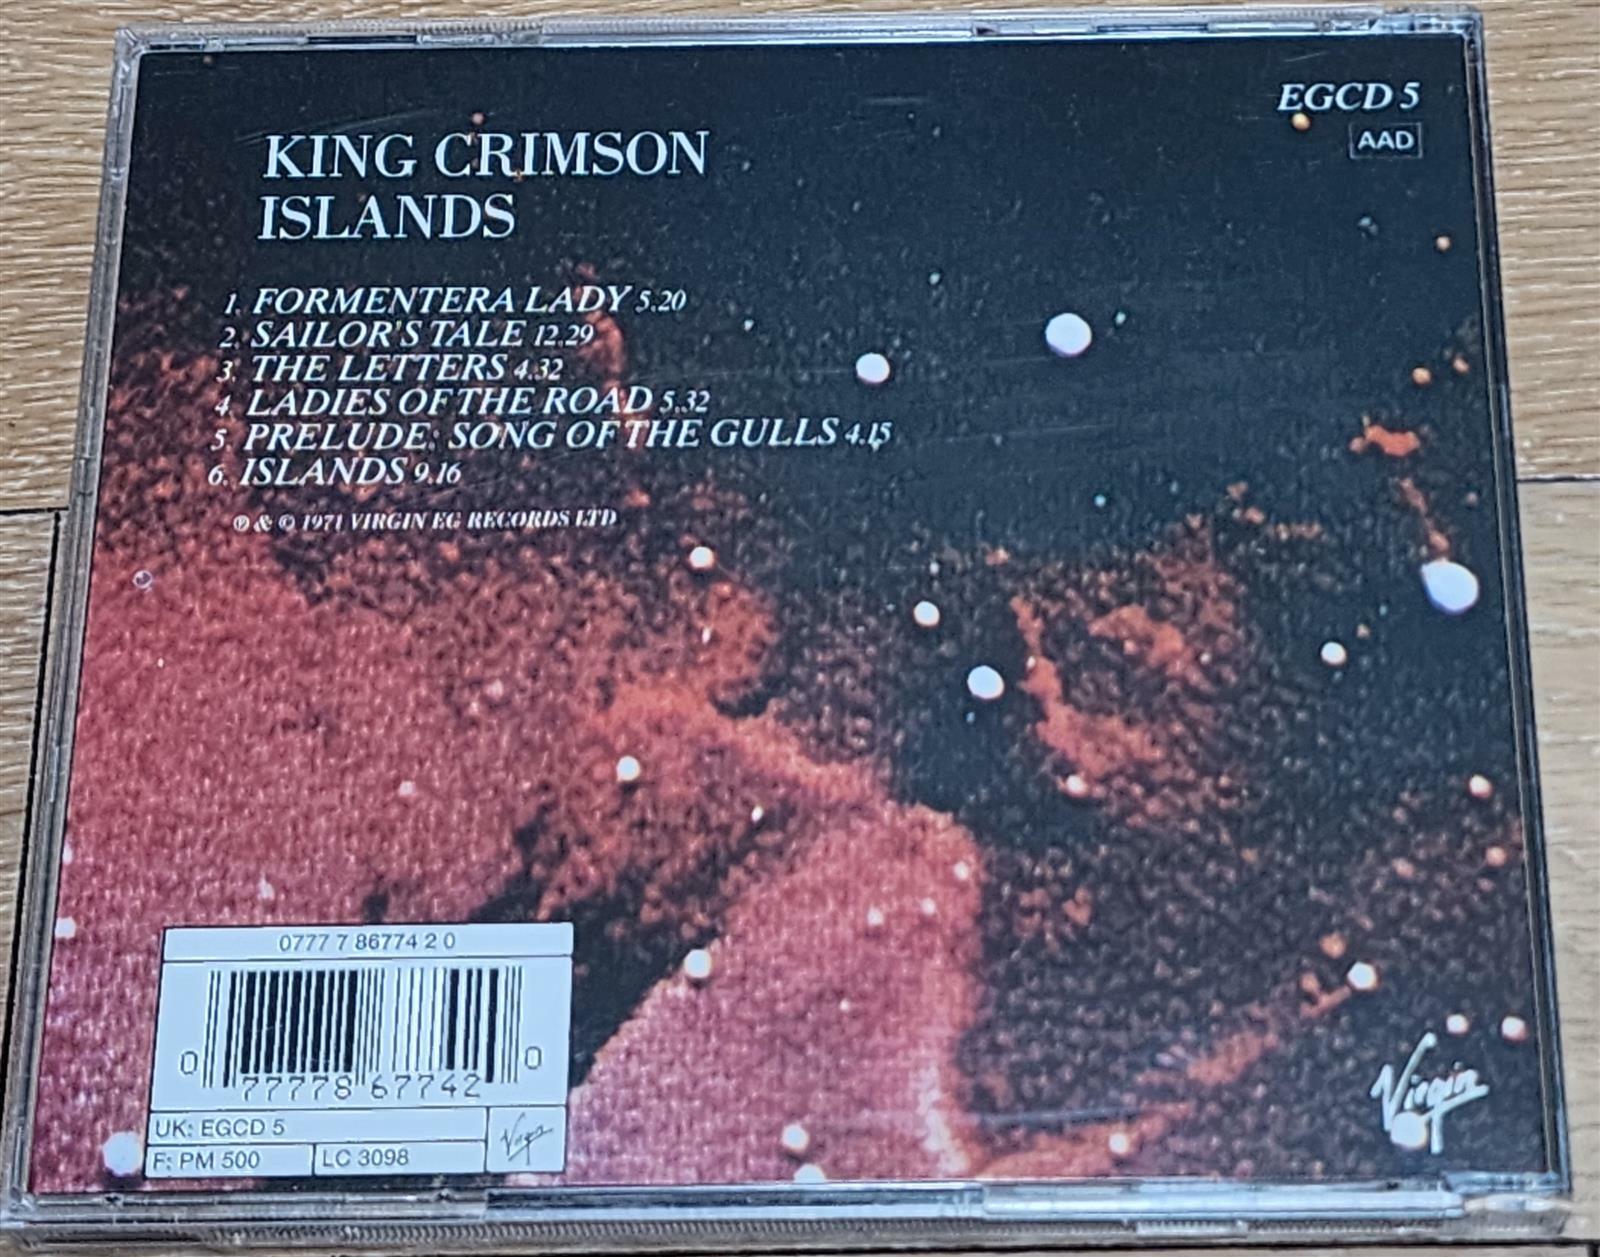 EGCD 5
AAD
KING CRIMSON
ISLANDS
1. FORMENTERA LADY 5.20
2. SAILOR'S TALE 12.29
3. THE LETTERS 4.32
4. LADIES OF THE ROAD 5.32
5. PRELUDE: SONG OF THE GULLS 4.15
6. ISLANDS 9.16
℗ & © 1971 VIRGIN EG RECORDS LTD
0777 7 86774 2 0
0 77778 67742 0
UK: EGCD 5
F: PM 500
LC 3098
Virgin
Virgin